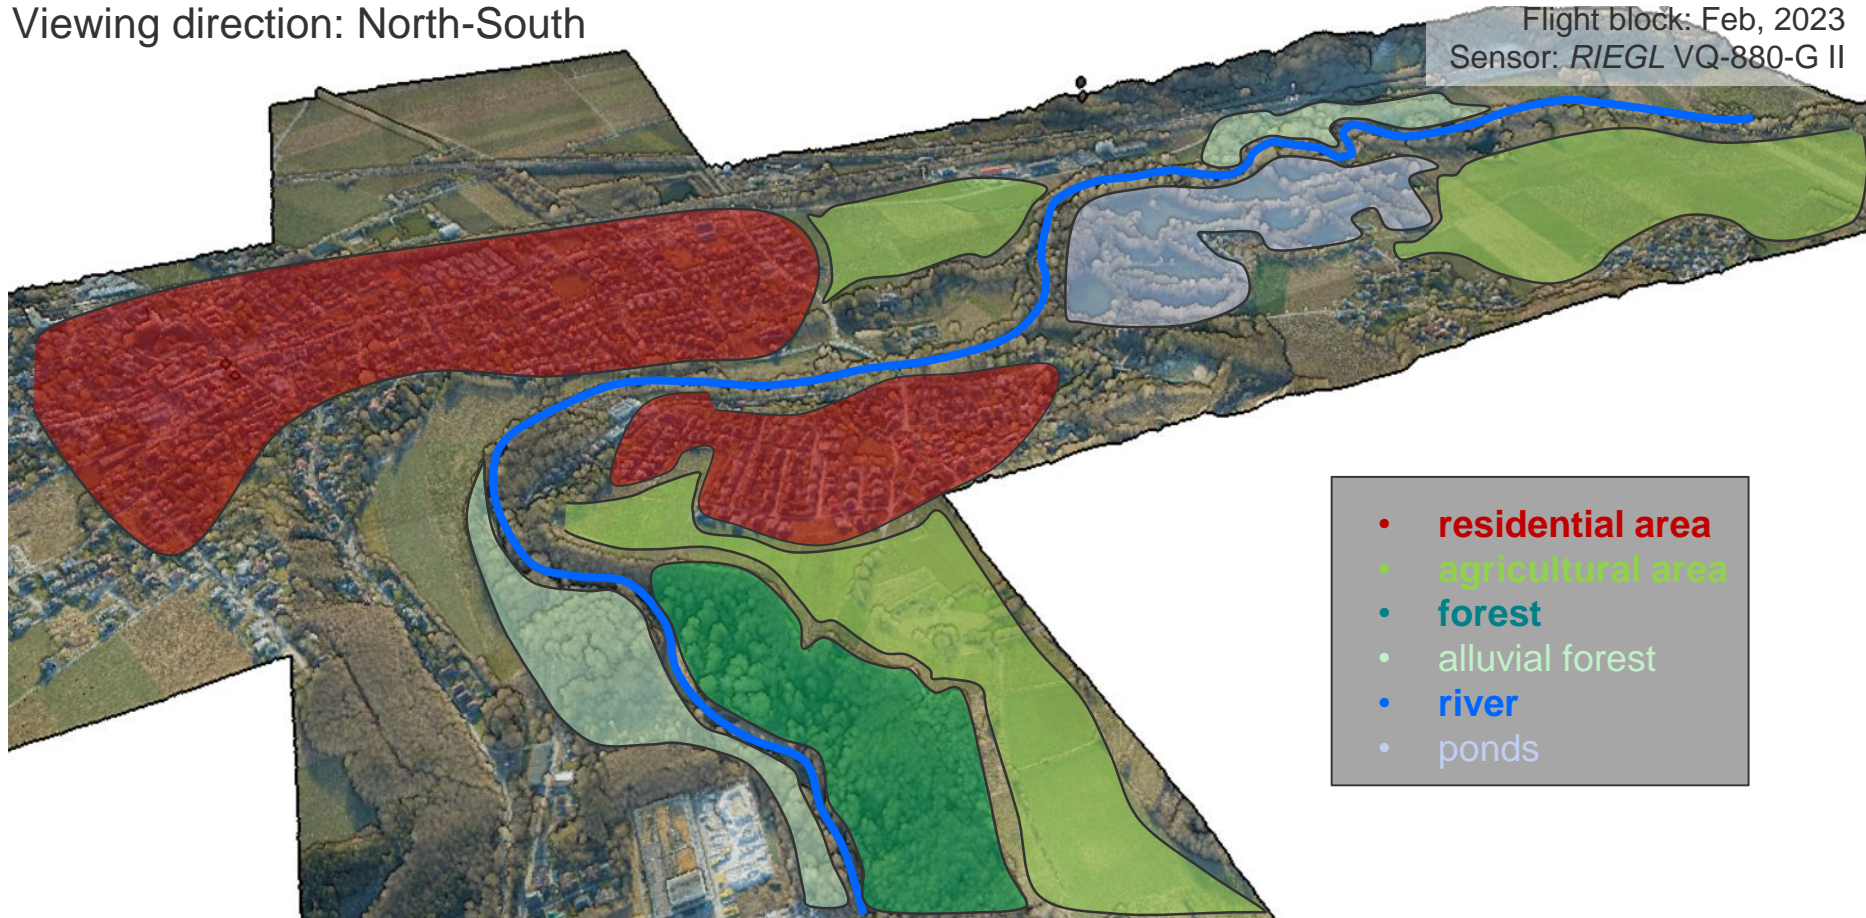 Viewing direction: North-South
Flight block: Feb, 2023
Sensor: RIEGL VQ-880-G II
• residential area
• agricultural area
• forest
• alluvial forest
• river
• ponds